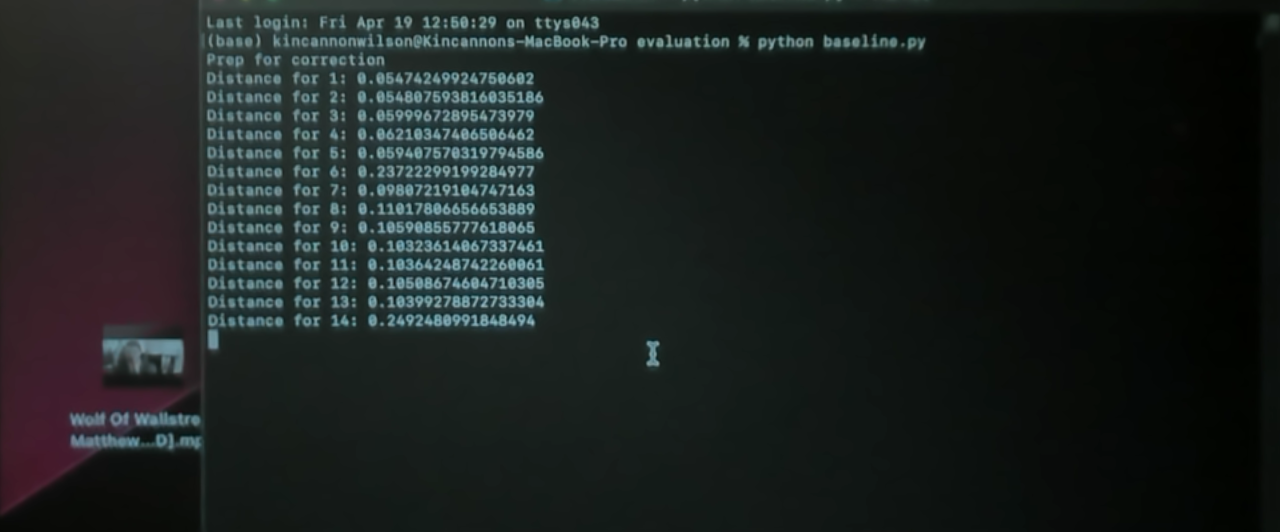 Last login: Fri Apr 19 12:50:29 on ttys043
(base) kincannonwilson@Kincannons-MacBook-Pro evaluation % python baseline.py
Prep for correction
Distance for 1: 0.05474249924750602
Distance for 2: 0.054807593816035186
Distance for 3: 0.05999672895473979
Distance for 4: 0.06210347406506462
Distance for 5: 0.059407570319794586
Distance for 6: 0.23722299199284977
Distance for 7: 0.09807219104747163
Distance for 8: 0.11017806656653889
Distance for 9: 0.10590855777618065
Distance for 10: 0.10323614067337461
Distance for 11: 0.10364248742260061
Distance for 12: 0.10508674604710305
Distance for 13: 0.10399278872733304
Distance for 14: 0.2492480991848494
Wolf Of Wallstre
Matthew...D].mp